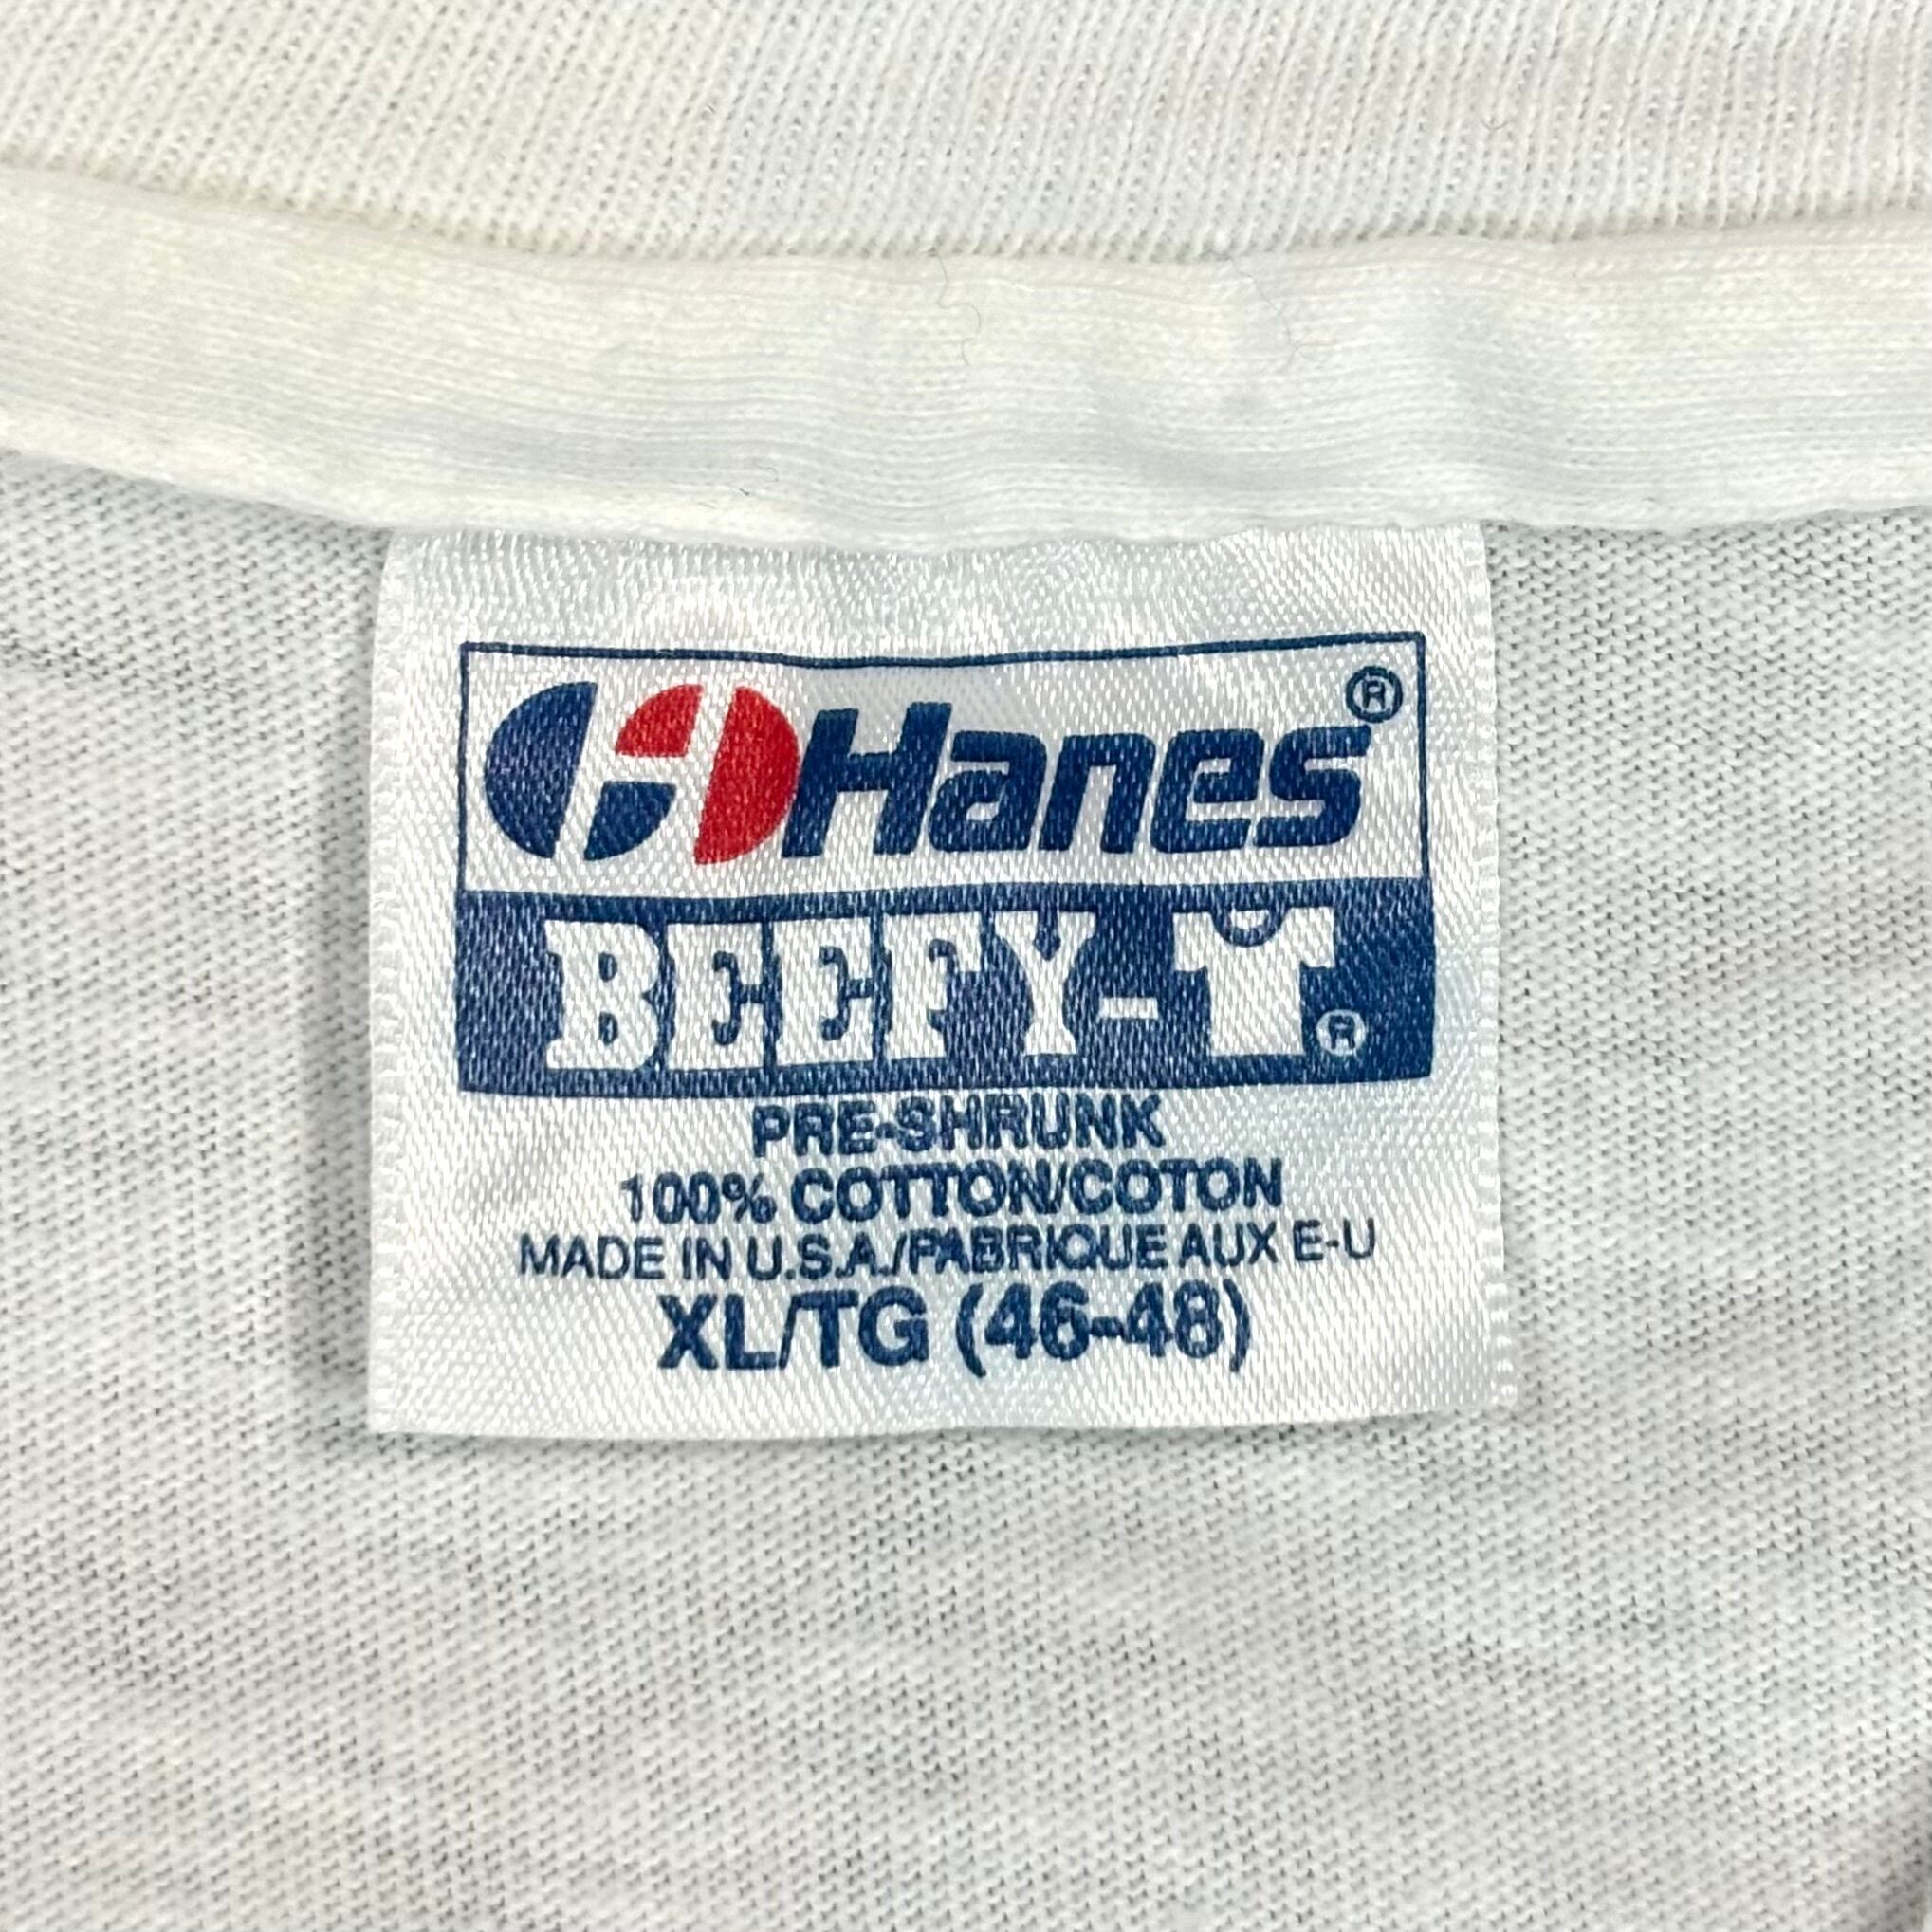 Hanes®
BEEFY-T®
PRE-SHRUNK
100% COTTON/COTON
MADE IN U.S.A./FABRIQUE AUX E-U
XL/TG (46-48)